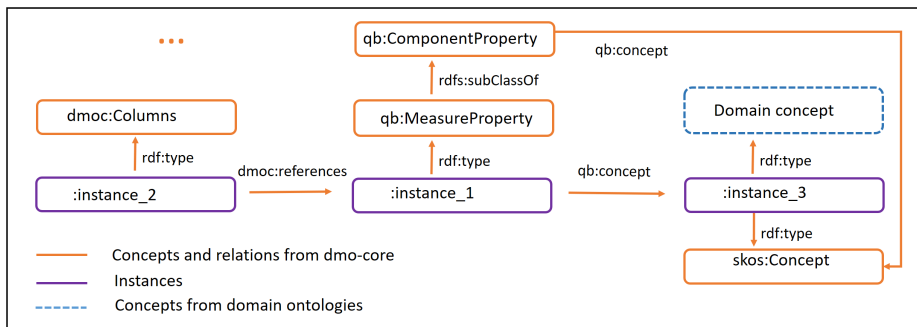 ...
qb:ComponentProperty
qb:concept
rdfs:subClassOf
dmoc:Columns
qb:MeasureProperty
Domain concept
rdf:type
rdf:type
rdf:type
dmoc:references
qb:concept
:instance_2
:instance_1
:instance_3
rdf:type
Concepts and relations from dmo-core
skos:Concept
Instances
Concepts from domain ontologies